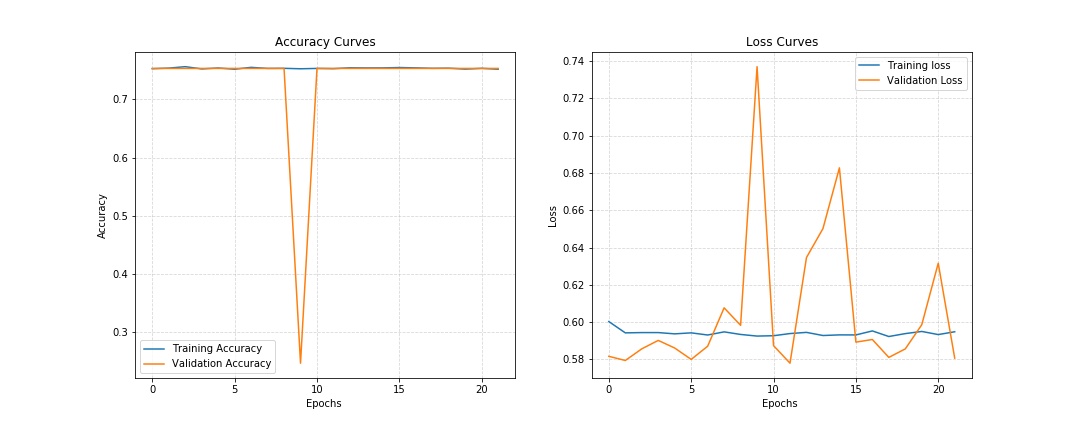 Accuracy Curves
Accuracy
0.7
0.6
0.5
0.4
0.3
Training Accuracy
Validation Accuracy
0 5 10 15 20
Epochs
Loss Curves
Loss
0.74
0.72
0.70
0.68
0.66
0.64
0.62
0.60
0.58
Training loss
Validation Loss
0 5 10 15 20
Epochs